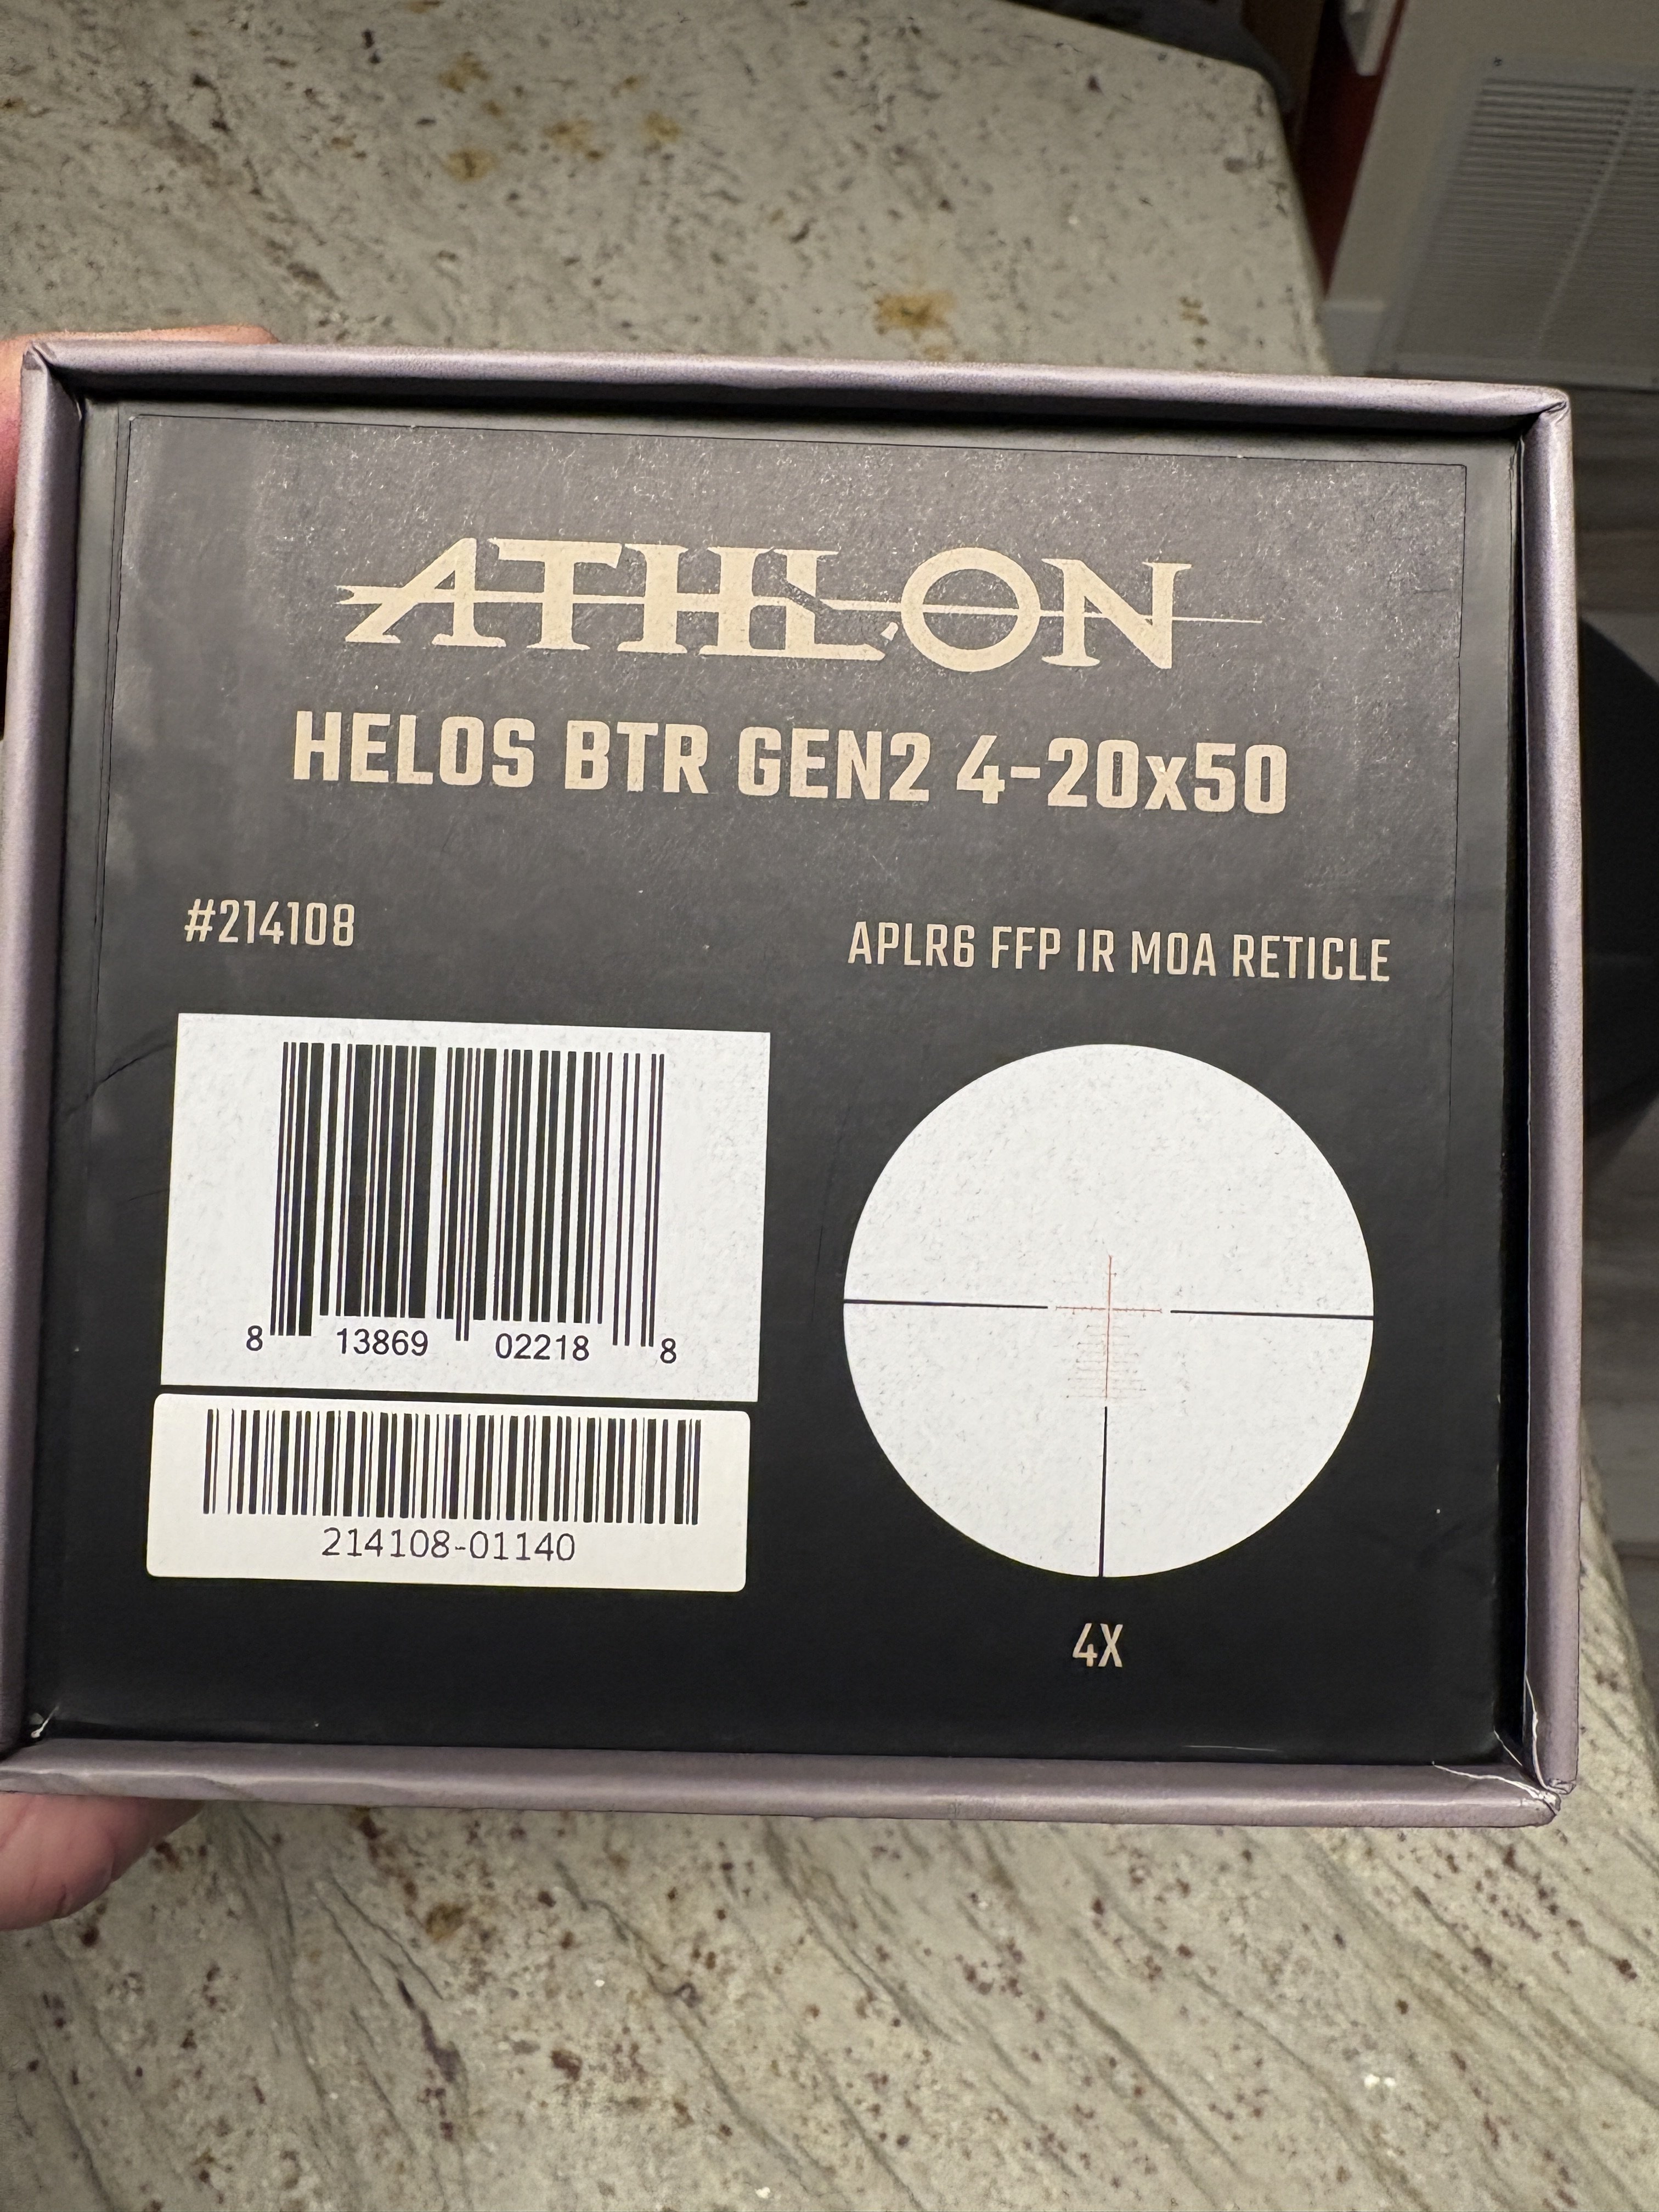 ATHLON
HELOS BTR GEN2 4-20x50
#214108
APLR6 FFP IR MOA RETICLE
8 13869 02218 8
214108-01140
4X